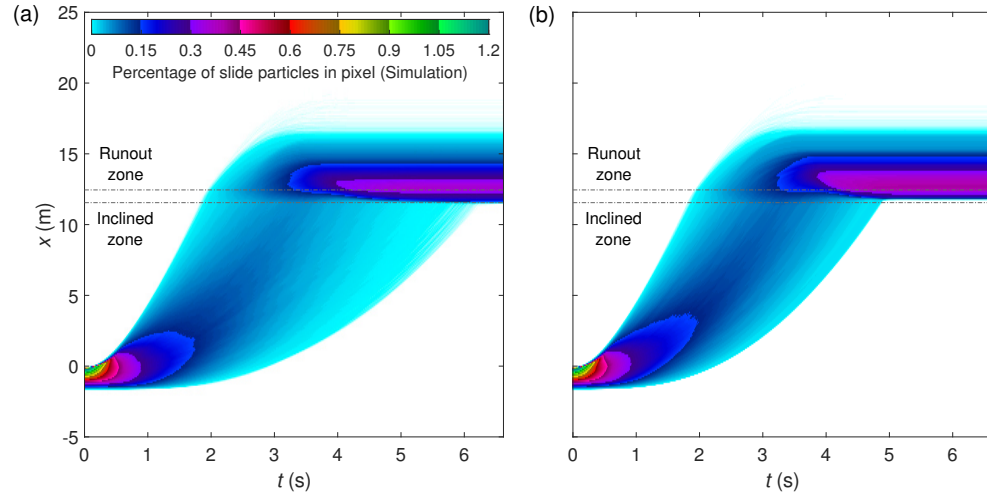 (a)
(b)
25
20
15
10
5
0
-5
x (m)
0 0.15 0.3 0.45 0.6 0.75 0.9 1.05 1.2
Percentage of slide particles in pixel (Simulation)
Runout
zone
Inclined
zone
0 1 2 3 4 5 6
t (s)
Runout
zone
Inclined
zone
0 1 2 3 4 5 6
t (s)